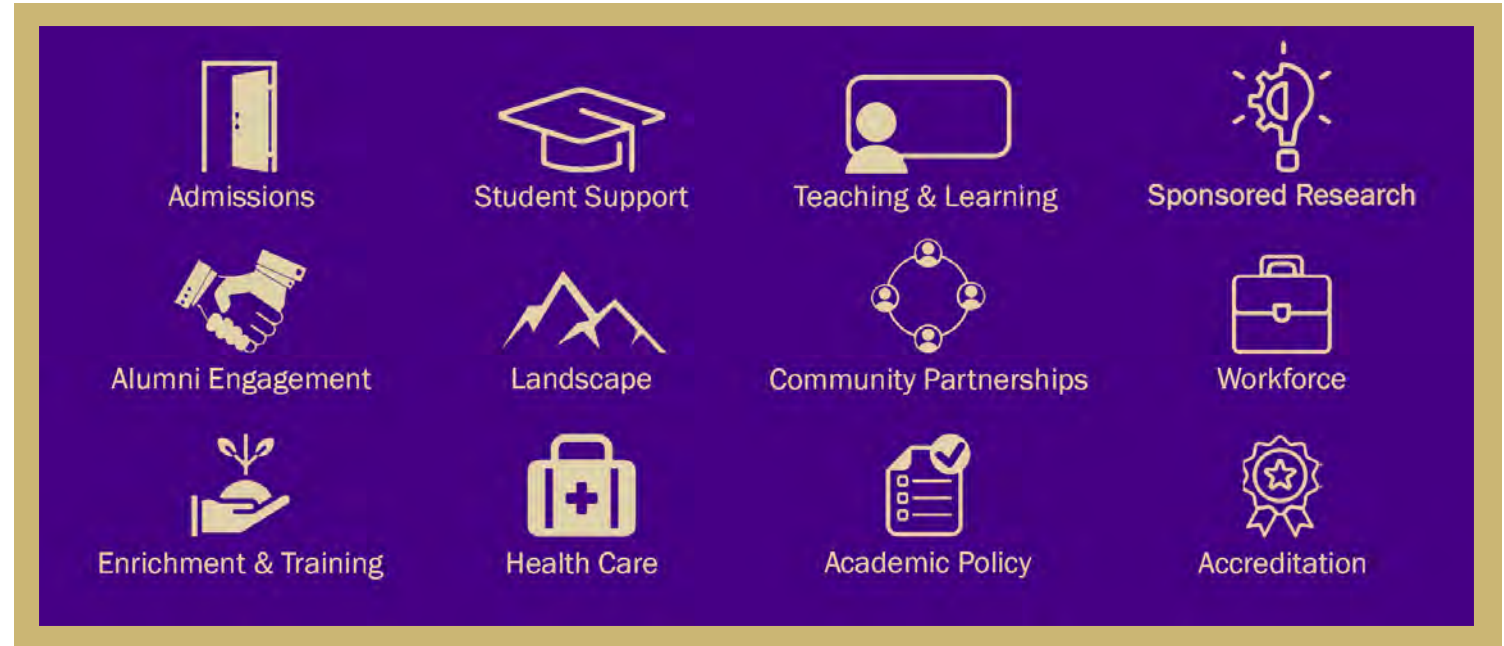 Admissions
Student Support
Teaching & Learning
Sponsored Research
Alumni Engagement
Landscape
Community Partnerships
Workforce
Enrichment & Training
Health Care
Academic Policy
Accreditation